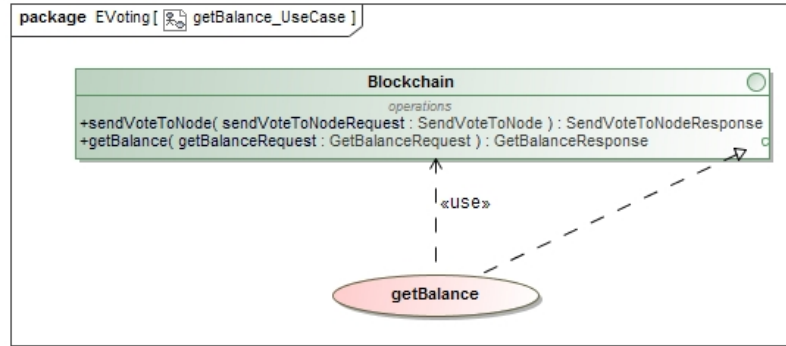 package EVoting[ getBalance_UseCase ]
Blockchain
operations
+sendVoteToNode( sendVoteToNodeRequest : SendVoteToNode ) : SendVoteToNodeResponse
+getBalance( getBalanceRequest : GetBalanceRequest ) : GetBalanceResponse
«use»
getBalance